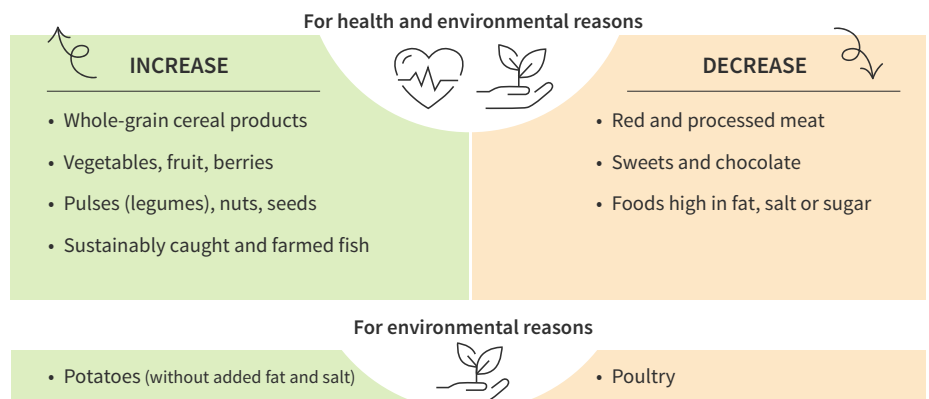 For health and environmental reasons
INCREASE
• Whole-grain cereal products
• Vegetables, fruit, berries
• Pulses (legumes), nuts, seeds
• Sustainably caught and farmed fish
DECREASE
• Red and processed meat
• Sweets and chocolate
• Foods high in fat, salt or sugar
For environmental reasons
• Potatoes (without added fat and salt)
• Poultry